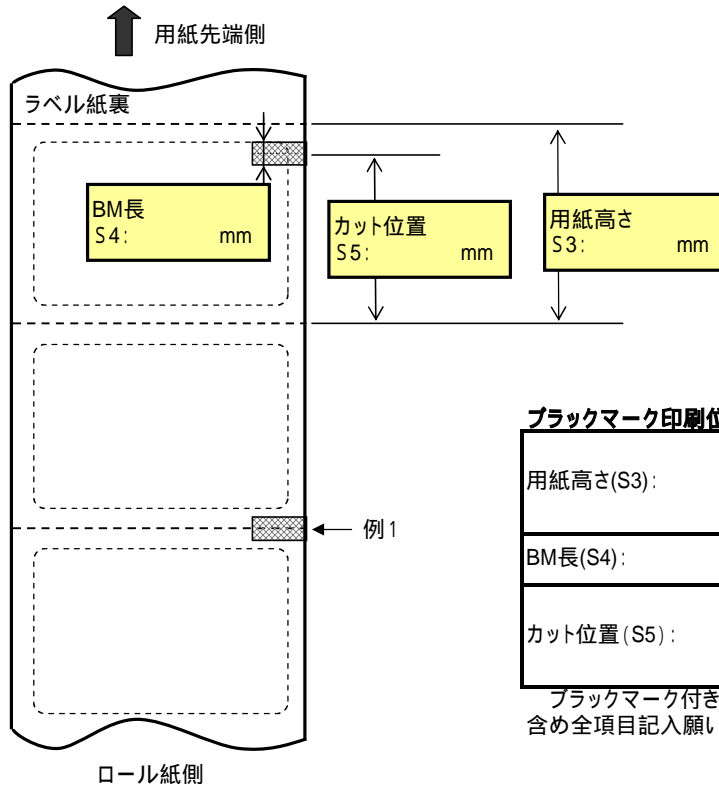 用紙先端側
ラベル紙裏
BM長
S4: mm
カット位置
S5: mm
用紙高さ
S3: mm
例1
ロール紙側
ブラックマーク印刷位
用紙高さ(S3):
BM長(S4):
カット位置(S5):
ブラックマーク付き
含め全項目記入願い